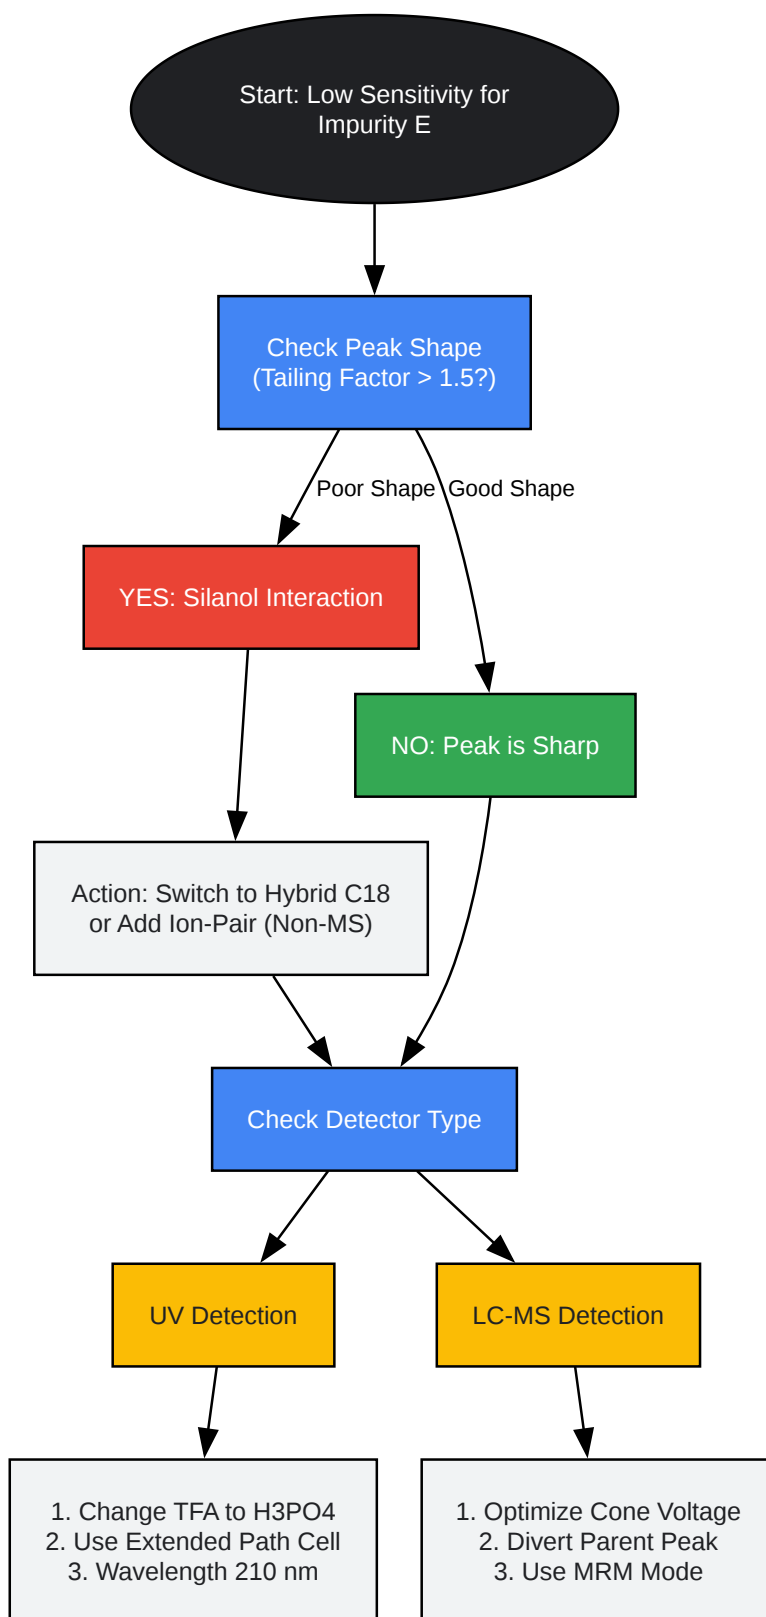 Start: Low Sensitivity for
Impurity E
Check Peak Shape
(Tailing Factor > 1.5?)
Poor Shape
Good Shape
YES: Silanol Interaction
NO: Peak is Sharp
Action: Switch to Hybrid C18
or Add Ion-Pair (Non-MS)
Check Detector Type
UV Detection
LC-MS Detection
1. Change TFA to H3PO4
2. Use Extended Path Cell
3. Wavelength 210 nm
1. Optimize Cone Voltage
2. Divert Parent Peak
3. Use MRM Mode